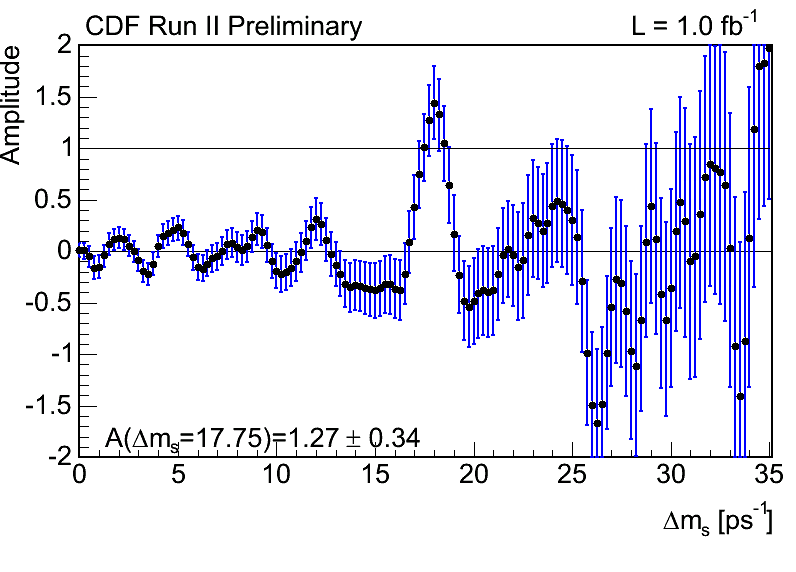 CDF Run II Preliminary L = 1.0 fb⁻¹
Amplitude
2
1.5
1
0.5
0
-0.5
-1
-1.5
-2
A(Δmₛ=17.75)=1.27 ± 0.34
0 5 10 15 20 25 30 35
Δmₛ [ps⁻¹]